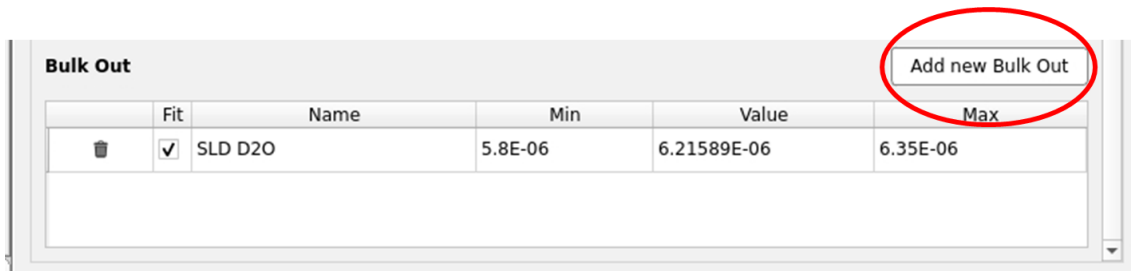 Bulk Out Add new Bulk Out
Fit Name Min Value Max
SLD D2O 5.8E-06 6.21589E-06 6.35E-06